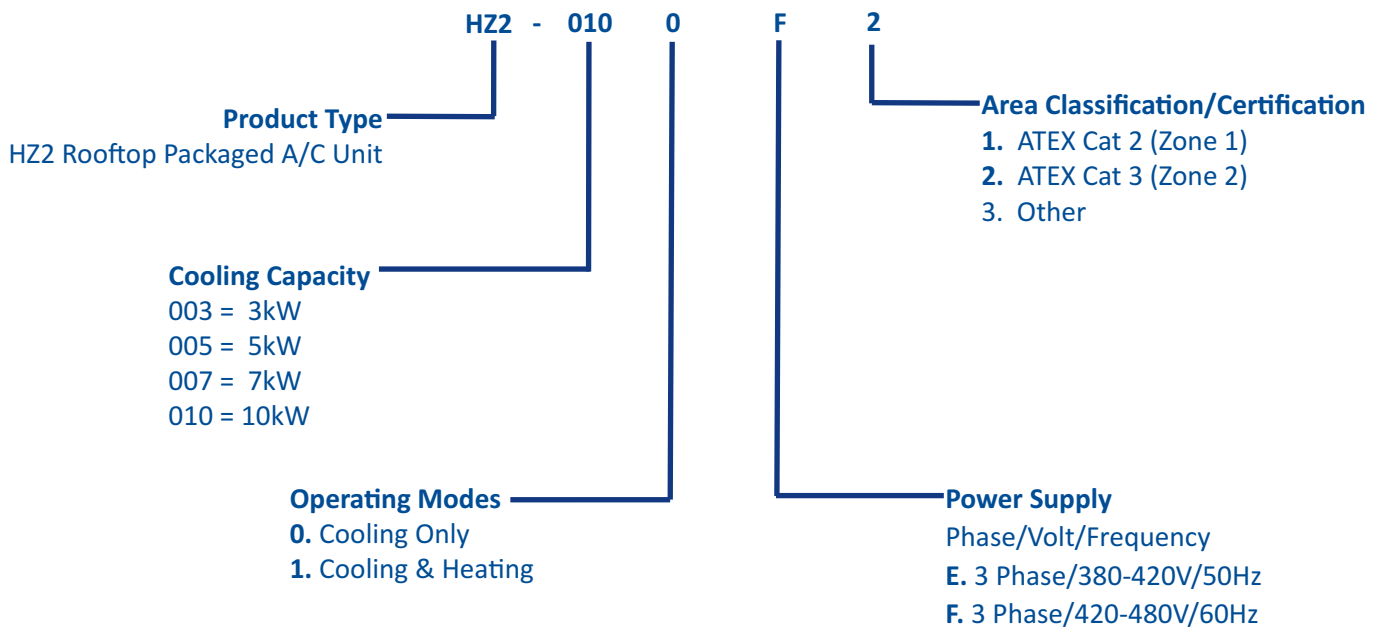 HZ2 - 010 0 F 2
Product Type
HZ2 Rooftop Packaged A/C Unit
Area Classification/Certification
1. ATEX Cat 2 (Zone 1)
2. ATEX Cat 3 (Zone 2)
3. Other
Cooling Capacity
003 = 3kW
005 = 5kW
007 = 7kW
010 = 10kW
Operating Modes
0. Cooling Only
1. Cooling & Heating
Power Supply
Phase/Volt/Frequency
E. 3 Phase/380-420V/50Hz
F. 3 Phase/420-480V/60Hz